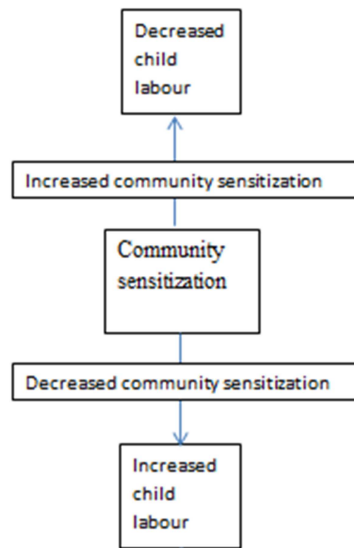 Decreased
child
labour
Increased community sensitization
Community
sensitization
Decreased community sensitization
Increased
child
labour